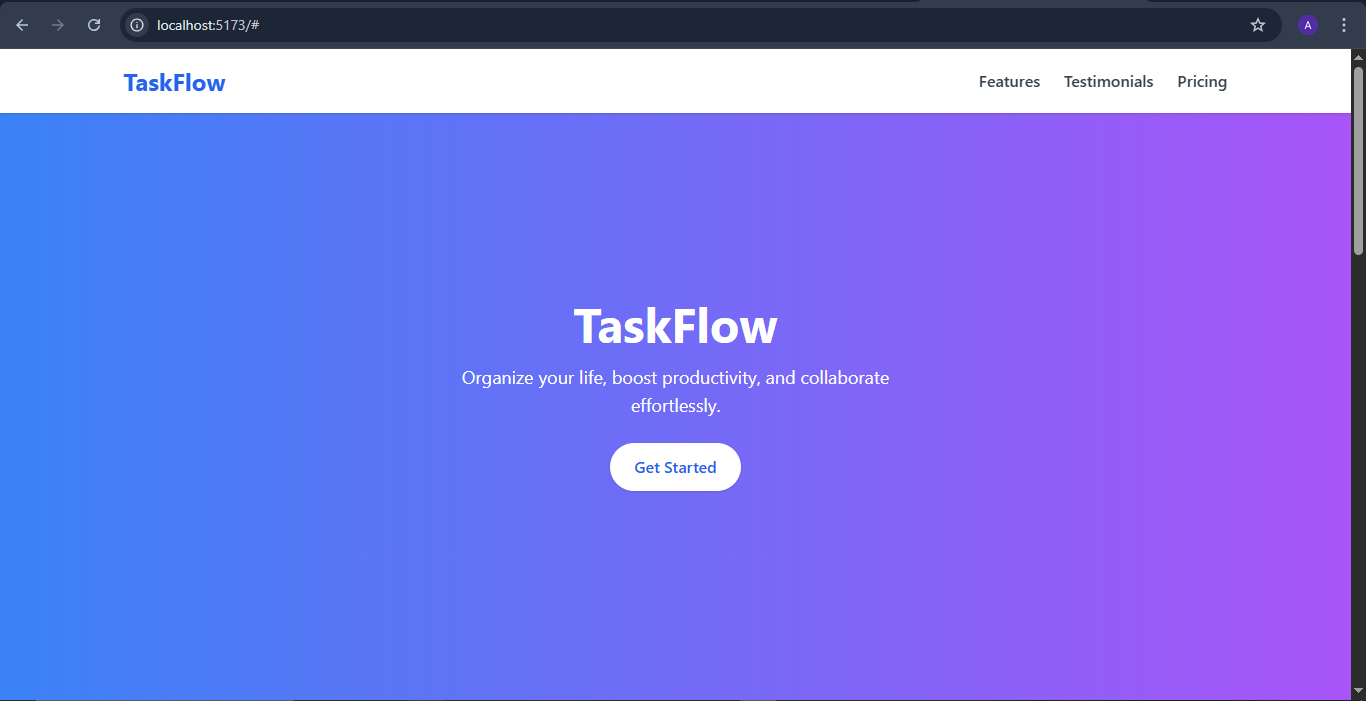 localhost:5173/#
A
TaskFlow
Features Testimonials Pricing
TaskFlow
Organize your life, boost productivity, and collaborate
effortlessly.
Get Started